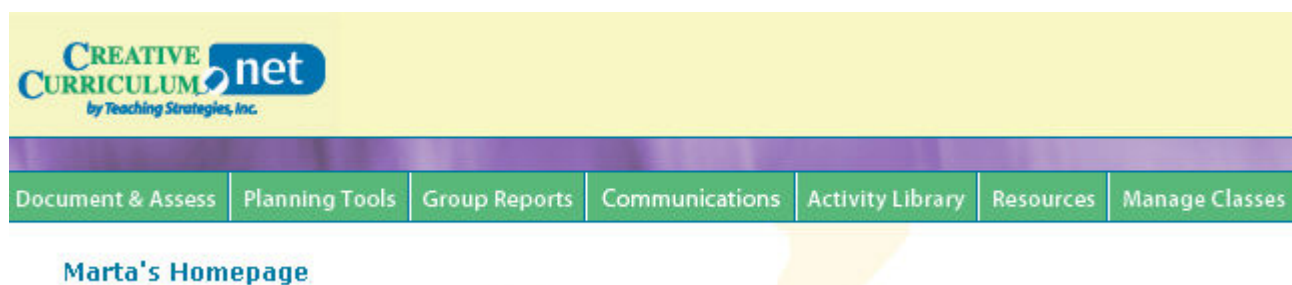 CREATIVE
CURRICULUM net
by Teaching Strategies, Inc.
Document & Assess Planning Tools Group Reports Communications Activity Library Resources Manage Classes
Marta's Homepage